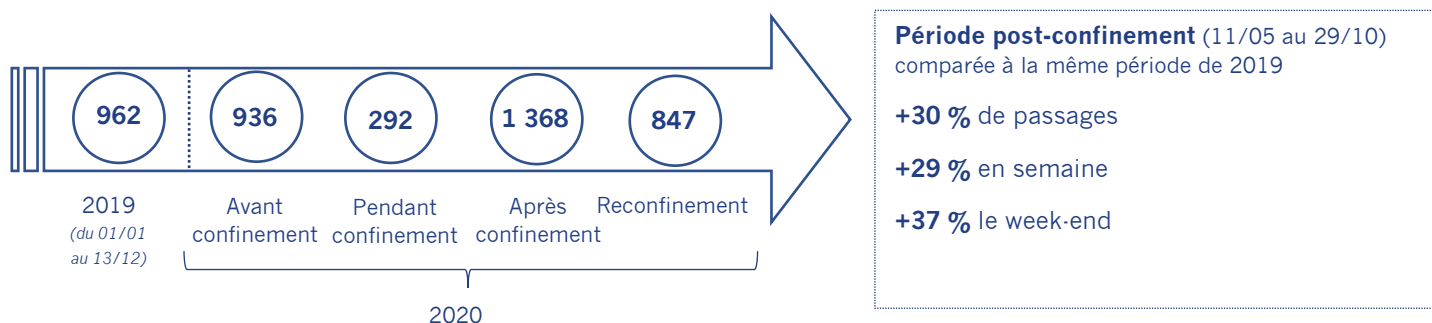 962
936
292
1 368
847
2019
(du 01/01
au 13/12)
Avant
confinement
Pendant
confinement
Après
confinement
Reconfinement
2020
Période post-confinement (11/05 au 29/10)
comparée à la même période de 2019
+30 % de passages
+29 % en semaine
+37 % le week-end